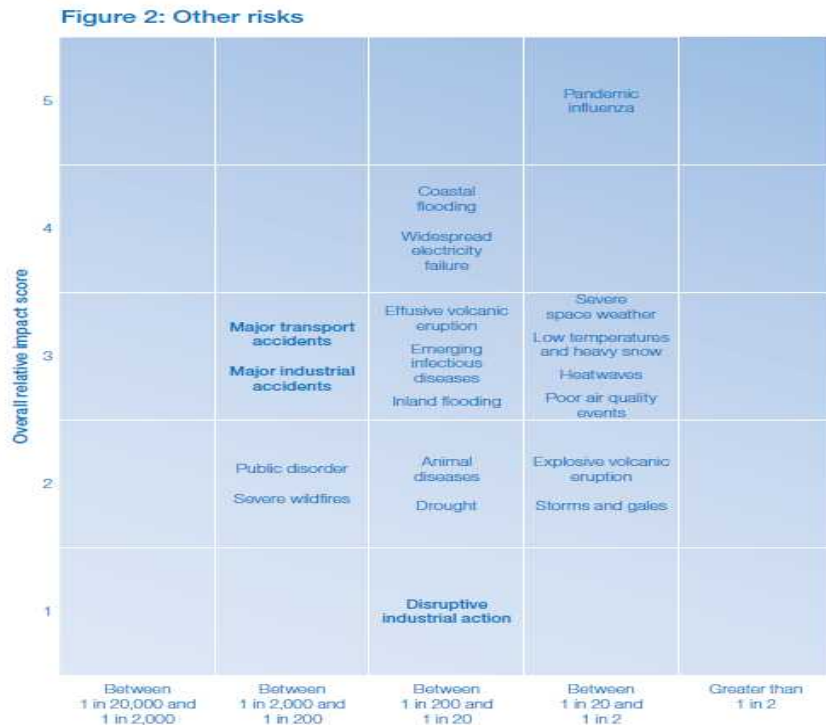 Figure 2: Other risks
Overall relative impact score
5
Pandemic
influenza
4
Coastal
flooding
Widespread
electricity
failure
3
Major transport
accidents
Major industrial
accidents
Effusive volcanic
eruption
Emerging
infectious
diseases
Inland flooding
Severe
space weather
Low temperatures
and heavy snow
Heatwaves
Poor air quality
events
2
Public disorder
Severe wildfires
Animal
diseases
Drought
Explosive volcanic
eruption
Storms and gales
1
Disruptive
industrial action
Between
1 in 20,000 and
1 in 2,000
Between
1 in 2,000 and
1 in 200
Between
1 in 200 and
1 in 20
Between
1 in 20 and
1 in 2
Greater than
1 in 2